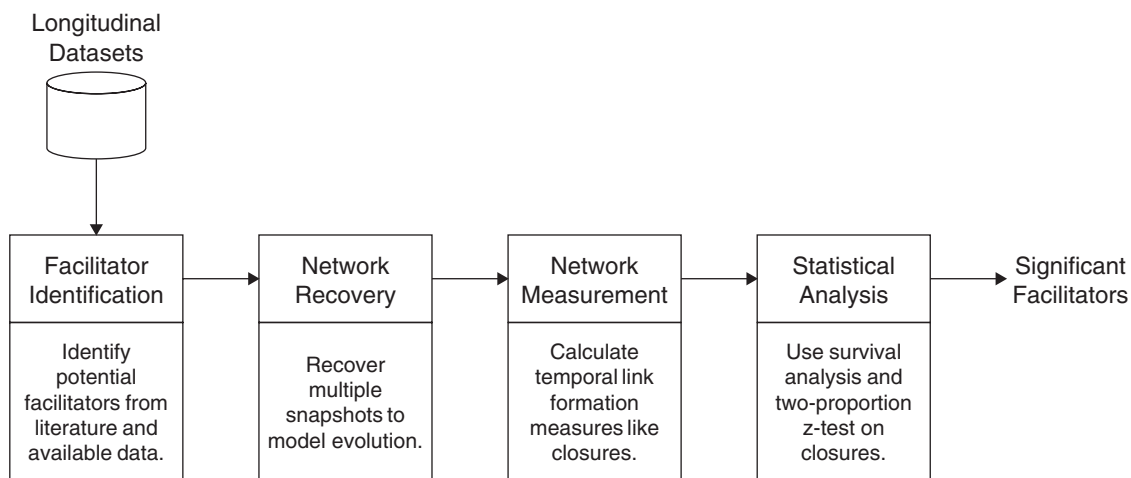 Longitudinal
Datasets
Facilitator
Identification
Identify
potential
facilitators from
literature and
available data.
Network
Recovery
Recover
multiple
snapshots to
model evolution.
Network
Measurement
Calculate
temporal link
formation
measures like
closures.
Statistical
Analysis
Use survival
analysis and
two-proportion
z-test on
closures.
Significant
Facilitators